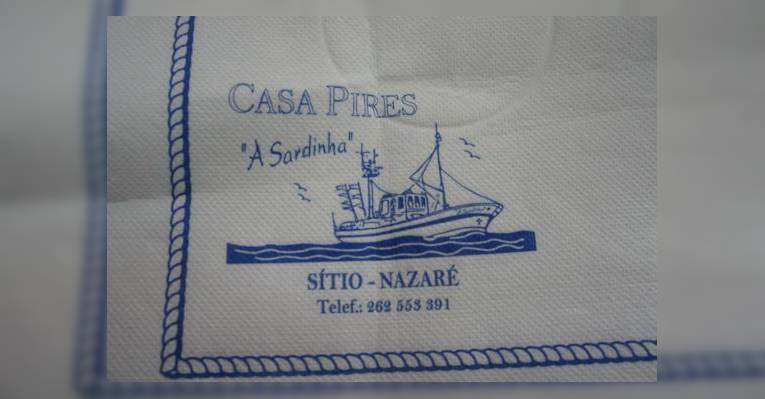 CASA PIRES
"A Sardinha"
SÍTIO - NAZARÉ
Telef.: 262 553 391